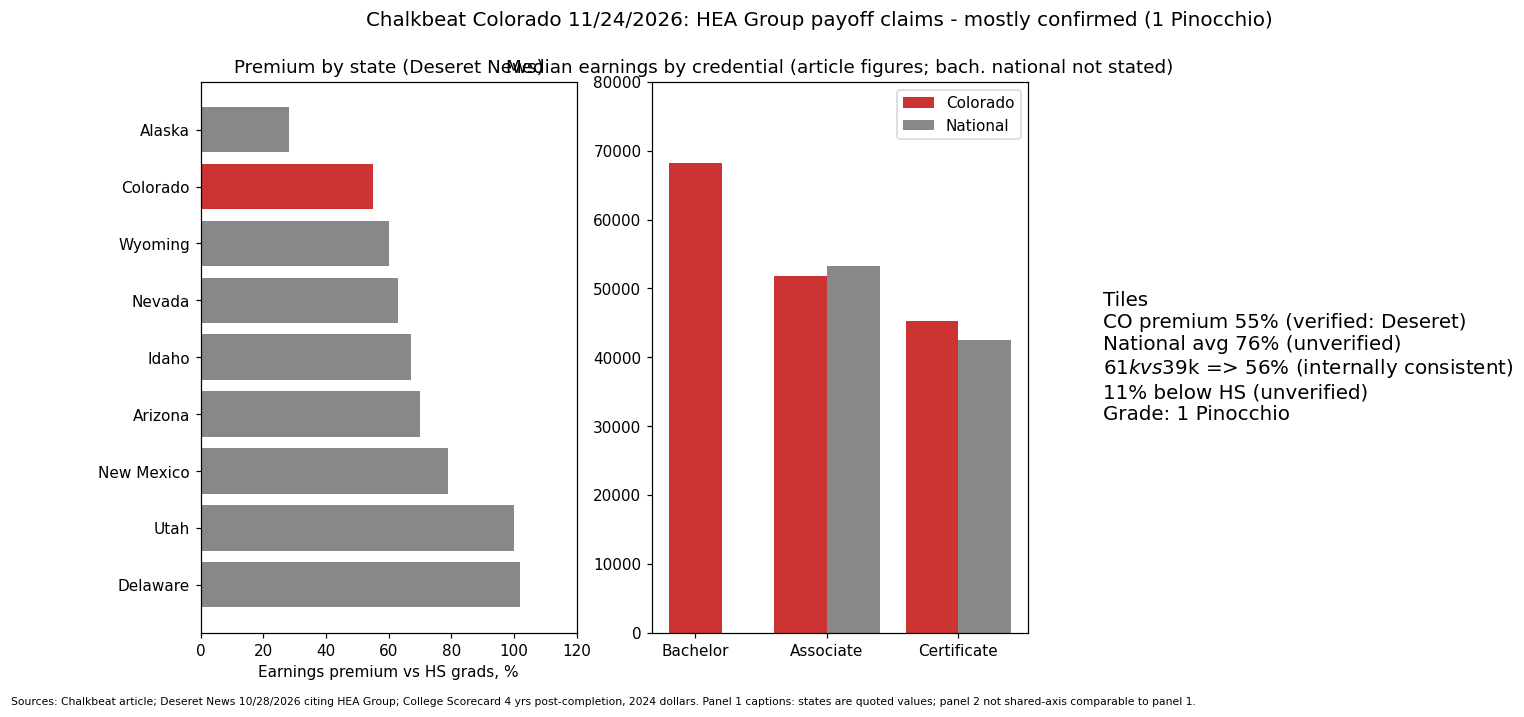 Chalkbeat Colorado 11/24/2026: HEA Group payoff claims - mostly confirmed (1 Pinocchio)
Premium by state (Deseret News)
Alaska
Colorado
Wyoming
Nevada
Idaho
Arizona
New Mexico
Utah
Delaware
0 20 40 60 80 100 120
Earnings premium vs HS grads, %
Median earnings by credential (article figures; bach. national not stated)
80000
70000
60000
50000
40000
30000
20000
10000
0
Colorado
National
Bachelor Associate Certificate
Tiles
CO premium 55% (verified: Deseret)
National avg 76% (unverified)
61kvs39k => 56% (internally consistent)
11% below HS (unverified)
Grade: 1 Pinocchio
Sources: Chalkbeat article; Deseret News 10/28/2026 citing HEA Group; College Scorecard 4 yrs post-completion, 2024 dollars. Panel 1 captions: states are quoted values; panel 2 not shared-axis comparable to panel 1.